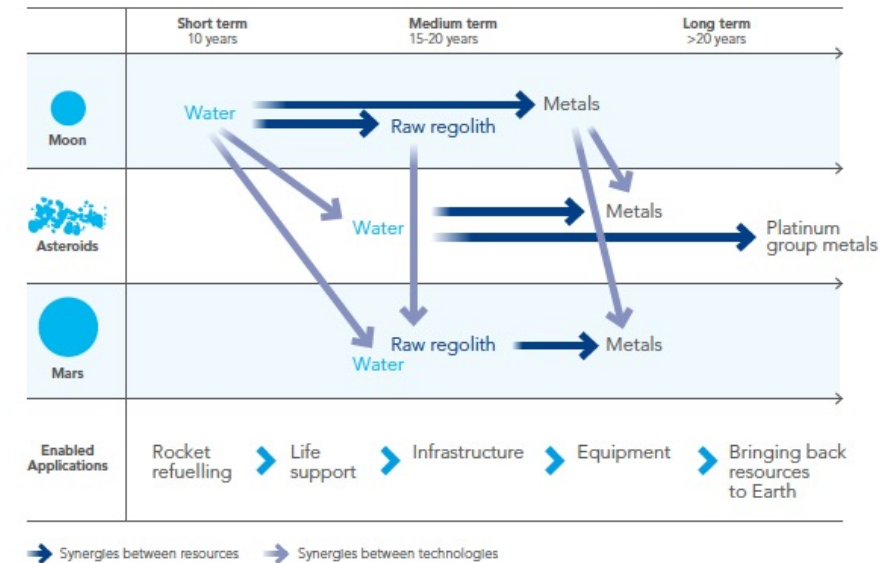 Short term
10 years
Medium term
15-20 years
Long term
>20 years
Moon
Water
Raw regolith
Metals
Asteroids
Water
Metals
Platinum
group metals
Mars
Water
Raw regolith
Metals
Enabled
Applications
Rocket
refuelling
Life
support
Infrastructure
Equipment
Bringing back
resources
to Earth
Synergies between resources
Synergies between technologies